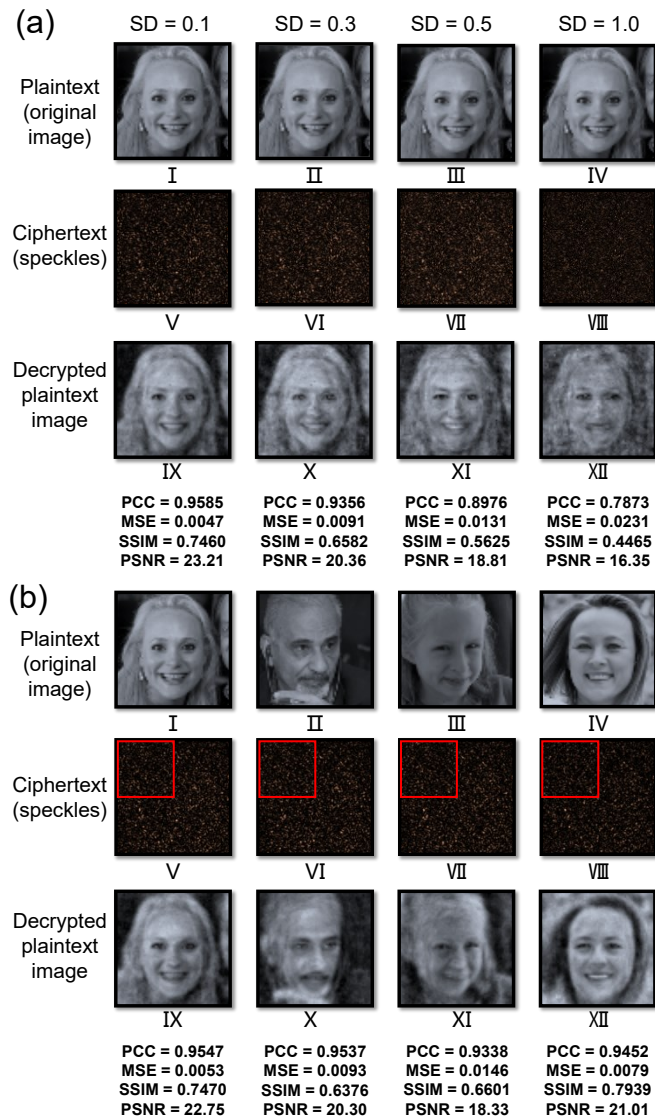 (a)
SD = 0.1 SD = 0.3 SD = 0.5 SD = 1.0
Plaintext
(original
image)
Ⅰ Ⅱ Ⅲ Ⅳ
Ciphertext
(speckles)
Ⅴ Ⅵ Ⅶ Ⅷ
Decrypted
plaintext
image
Ⅸ Ⅹ Ⅺ Ⅻ
PCC = 0.9585 PCC = 0.9356 PCC = 0.8976 PCC = 0.7873
MSE = 0.0047 MSE = 0.0091 MSE = 0.0131 MSE = 0.0231
SSIM = 0.7460 SSIM = 0.6582 SSIM = 0.5625 SSIM = 0.4465
PSNR = 23.21 PSNR = 20.36 PSNR = 18.81 PSNR = 16.35
(b)
Plaintext
(original
image)
Ⅰ Ⅱ Ⅲ Ⅳ
Ciphertext
(speckles)
Ⅴ Ⅵ Ⅶ Ⅷ
Decrypted
plaintext
image
Ⅸ Ⅹ Ⅺ Ⅻ
PCC = 0.9547 PCC = 0.9537 PCC = 0.9338 PCC = 0.9452
MSE = 0.0053 MSE = 0.0093 MSE = 0.0146 MSE = 0.0079
SSIM = 0.7470 SSIM = 0.6376 SSIM = 0.6601 SSIM = 0.7939
PSNR = 22.75 PSNR = 20.30 PSNR = 18.33 PSNR = 21.01